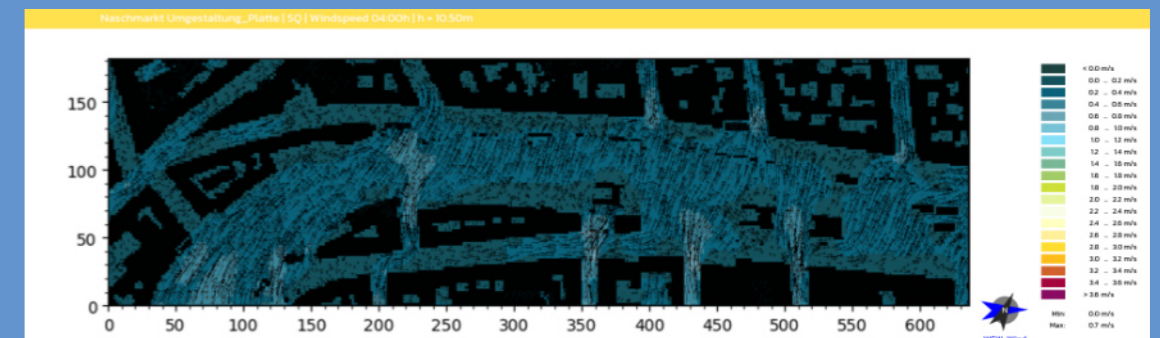 Naschmarkt Umgestaltung_Platte | SQ | Windspeed 04:00h | h + 10.50m
150
100
50
0
0 50 100 150 200 250 300 350 400 450 500 550 600
< 0.0 m/s
0.0 .. 0.2 m/s
0.2 .. 0.4 m/s
0.4 .. 0.6 m/s
0.6 .. 0.8 m/s
0.8 .. 1.0 m/s
1.0 .. 1.2 m/s
1.2 .. 1.4 m/s
1.4 .. 1.6 m/s
1.6 .. 1.8 m/s
1.8 .. 2.0 m/s
2.0 .. 2.2 m/s
2.2 .. 2.4 m/s
2.4 .. 2.6 m/s
2.6 .. 2.8 m/s
2.8 .. 3.0 m/s
3.0 .. 3.2 m/s
3.2 .. 3.4 m/s
3.4 .. 3.6 m/s
> 3.6 m/s
N
Min: 0.0 m/s
Max: 0.7 m/s